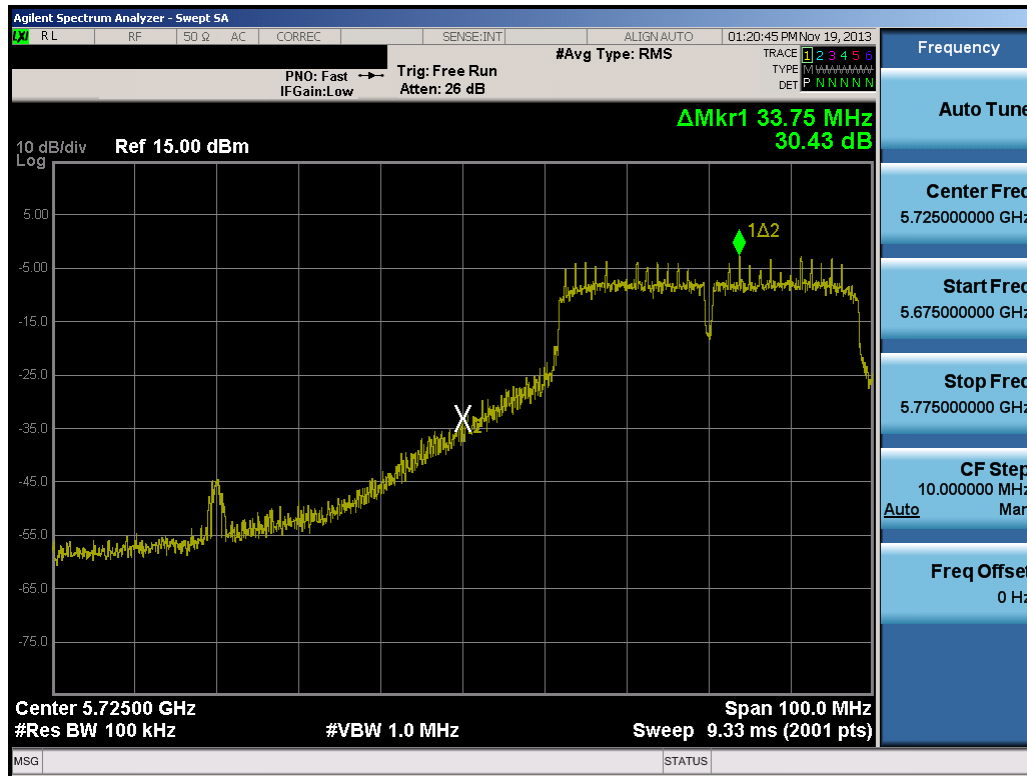 Agilent Spectrum Analyzer - Swept SA
LXI RL RF 50 Ω AC CORREC SENSE:INT ALIGN AUTO 01:20:45 PM Nov 19, 2013
Frequency
PNO: Fast
IFGain:Low
Trig: Free Run
Atten: 26 dB
#Avg Type: RMS
TRACE 1 2 3 4 5 6
TYPE M
DET P N N N N N
ΔMkr1 33.75 MHz
30.43 dB
10 dB/div
Log
Ref 15.00 dBm
5.00
-5.00
-15.0
-25.0
-35.0
-45.0
-55.0
-65.0
-75.0
1Δ2
2
Center 5.72500 GHz
#Res BW 100 kHz
#VBW 1.0 MHz
Span 100.0 MHz
Sweep 9.33 ms (2001 pts)
MSG
STATUS
Auto Tune
Center Freq
5.725000000 GHz
Start Freq
5.675000000 GHz
Stop Freq
5.775000000 GHz
CF Step
10.000000 MHz
Auto Man
Freq Offset
0 Hz